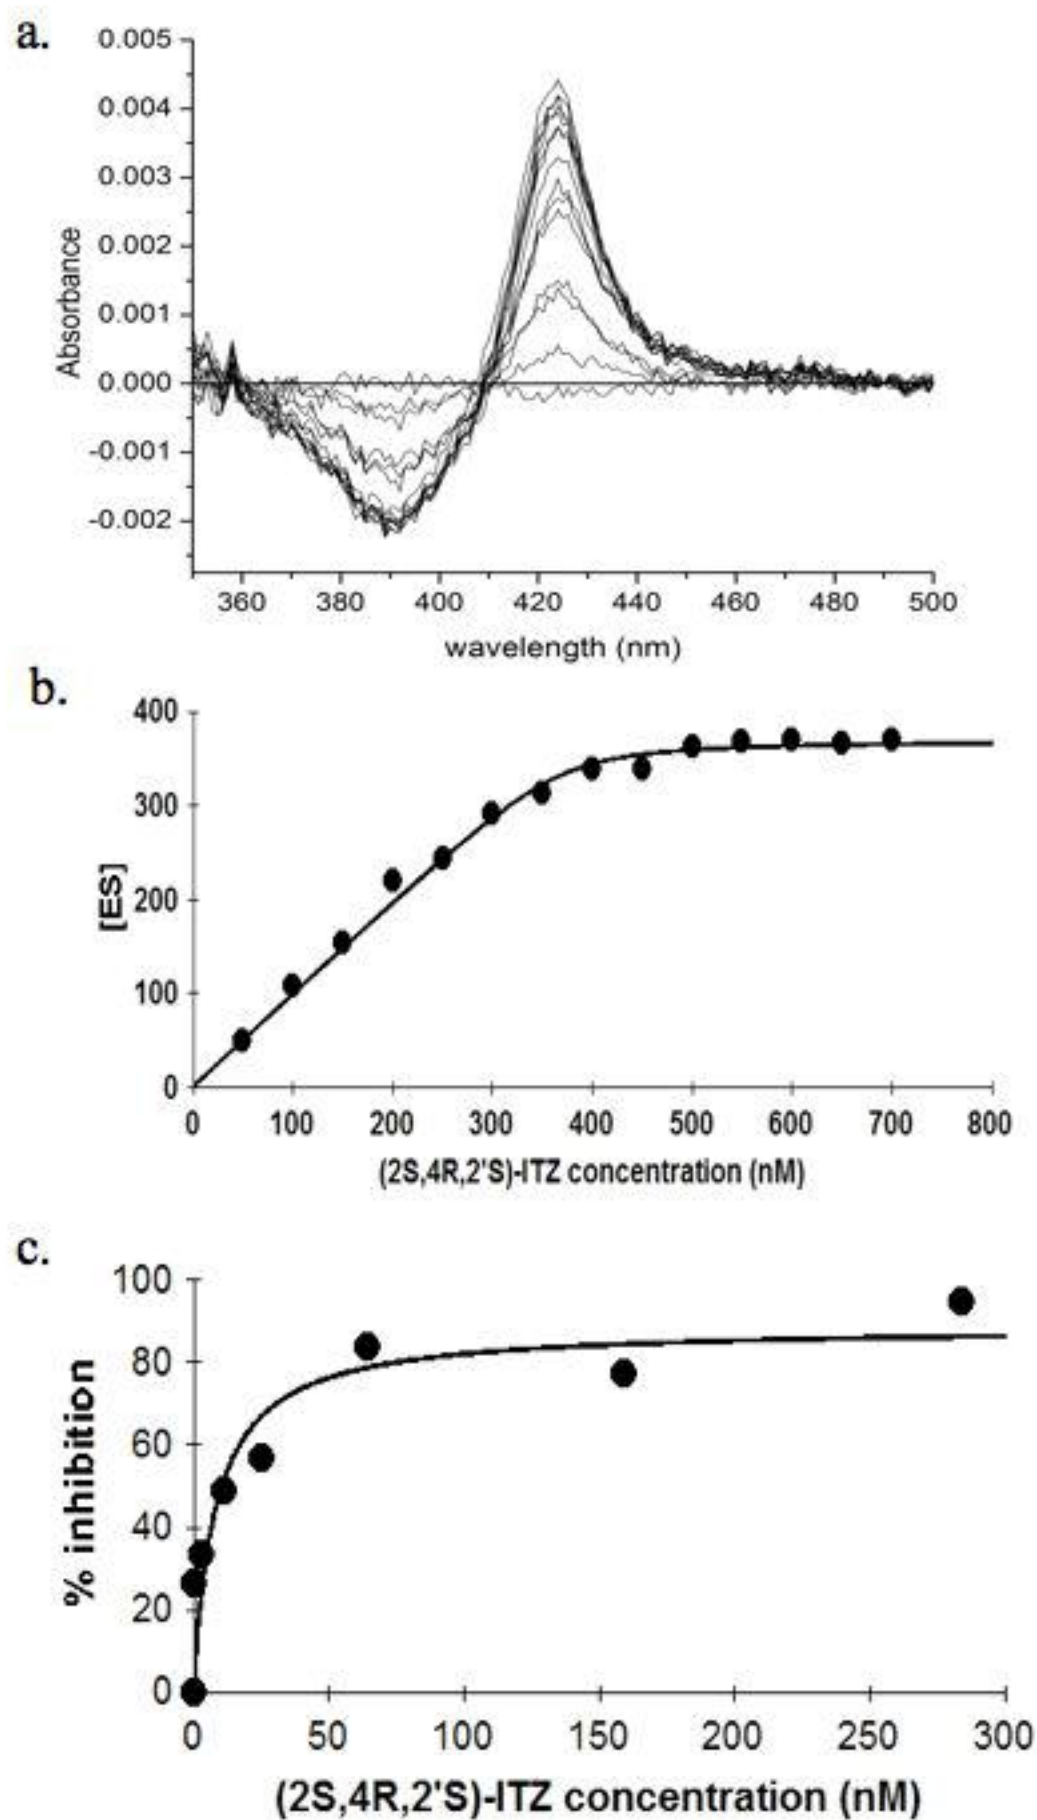 a.
0.005
0.004
0.003
0.002
0.001
0.000
-0.001
-0.002
Absorbance
360 380 400 420 440 460 480 500
wavelength (nm)
b.
400
300
200
100
0
[ES]
0 100 200 300 400 500 600 700 800
(2S,4R,2'S)-ITZ concentration (nM)
c.
100
80
60
40
20
0
% inhibition
0 50 100 150 200 250 300
(2S,4R,2'S)-ITZ concentration (nM)